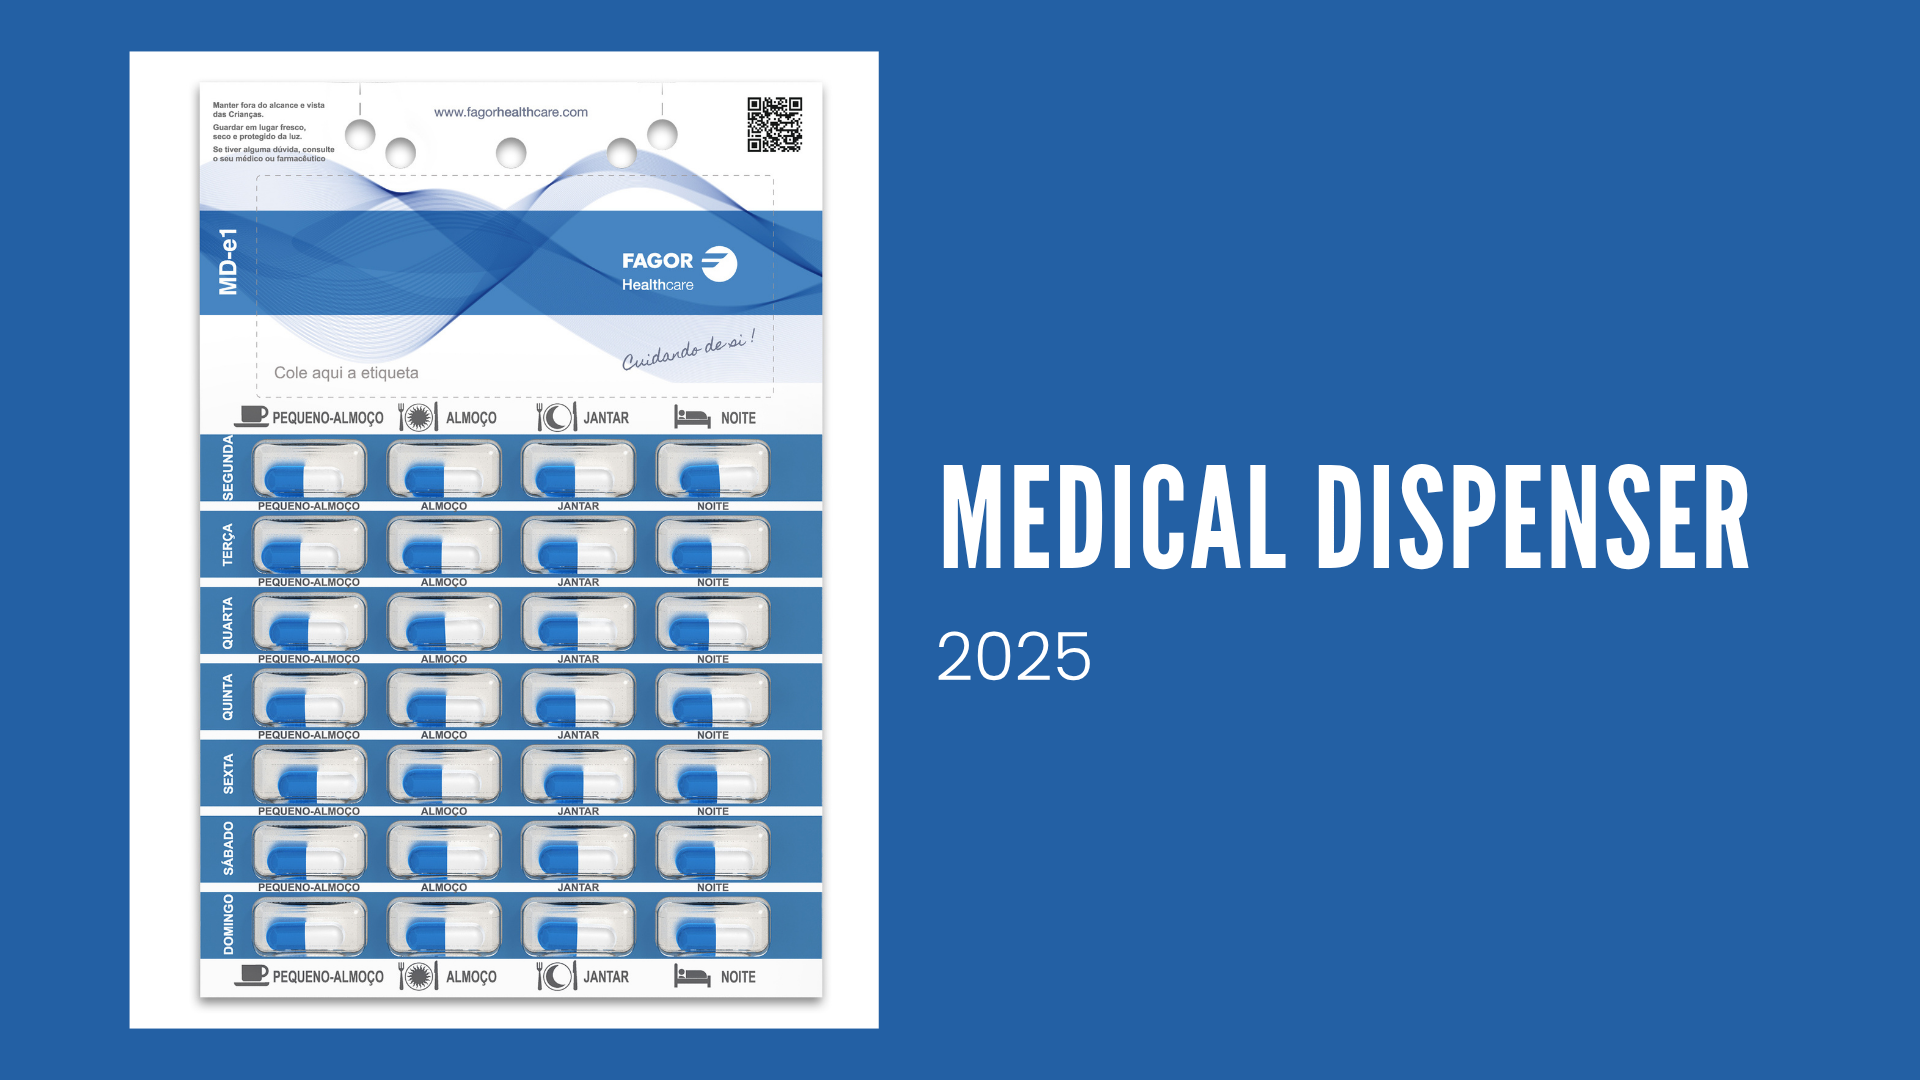 Manter fora do alcance e vista
das Crianças.
Guardar em lugar fresco,
seco e protegido da luz.
Se tiver alguma dúvida, consulte
o seu médico ou farmacêutico
www.fagorhealthcare.com
MD-e1
FAGOR
Healthcare
Cuidando de si !
Cole aqui a etiqueta
PEQUENO-ALMOÇO ALMOÇO JANTAR NOITE
SEGUNDA
PEQUENO-ALMOÇO ALMOÇO JANTAR NOITE
TERÇA
PEQUENO-ALMOÇO ALMOÇO JANTAR NOITE
QUARTA
PEQUENO-ALMOÇO ALMOÇO JANTAR NOITE
QUINTA
PEQUENO-ALMOÇO ALMOÇO JANTAR NOITE
SEXTA
PEQUENO-ALMOÇO ALMOÇO JANTAR NOITE
SÁBADO
PEQUENO-ALMOÇO ALMOÇO JANTAR NOITE
DOMINGO
PEQUENO-ALMOÇO ALMOÇO JANTAR NOITE
MEDICAL DISPENSER
2025